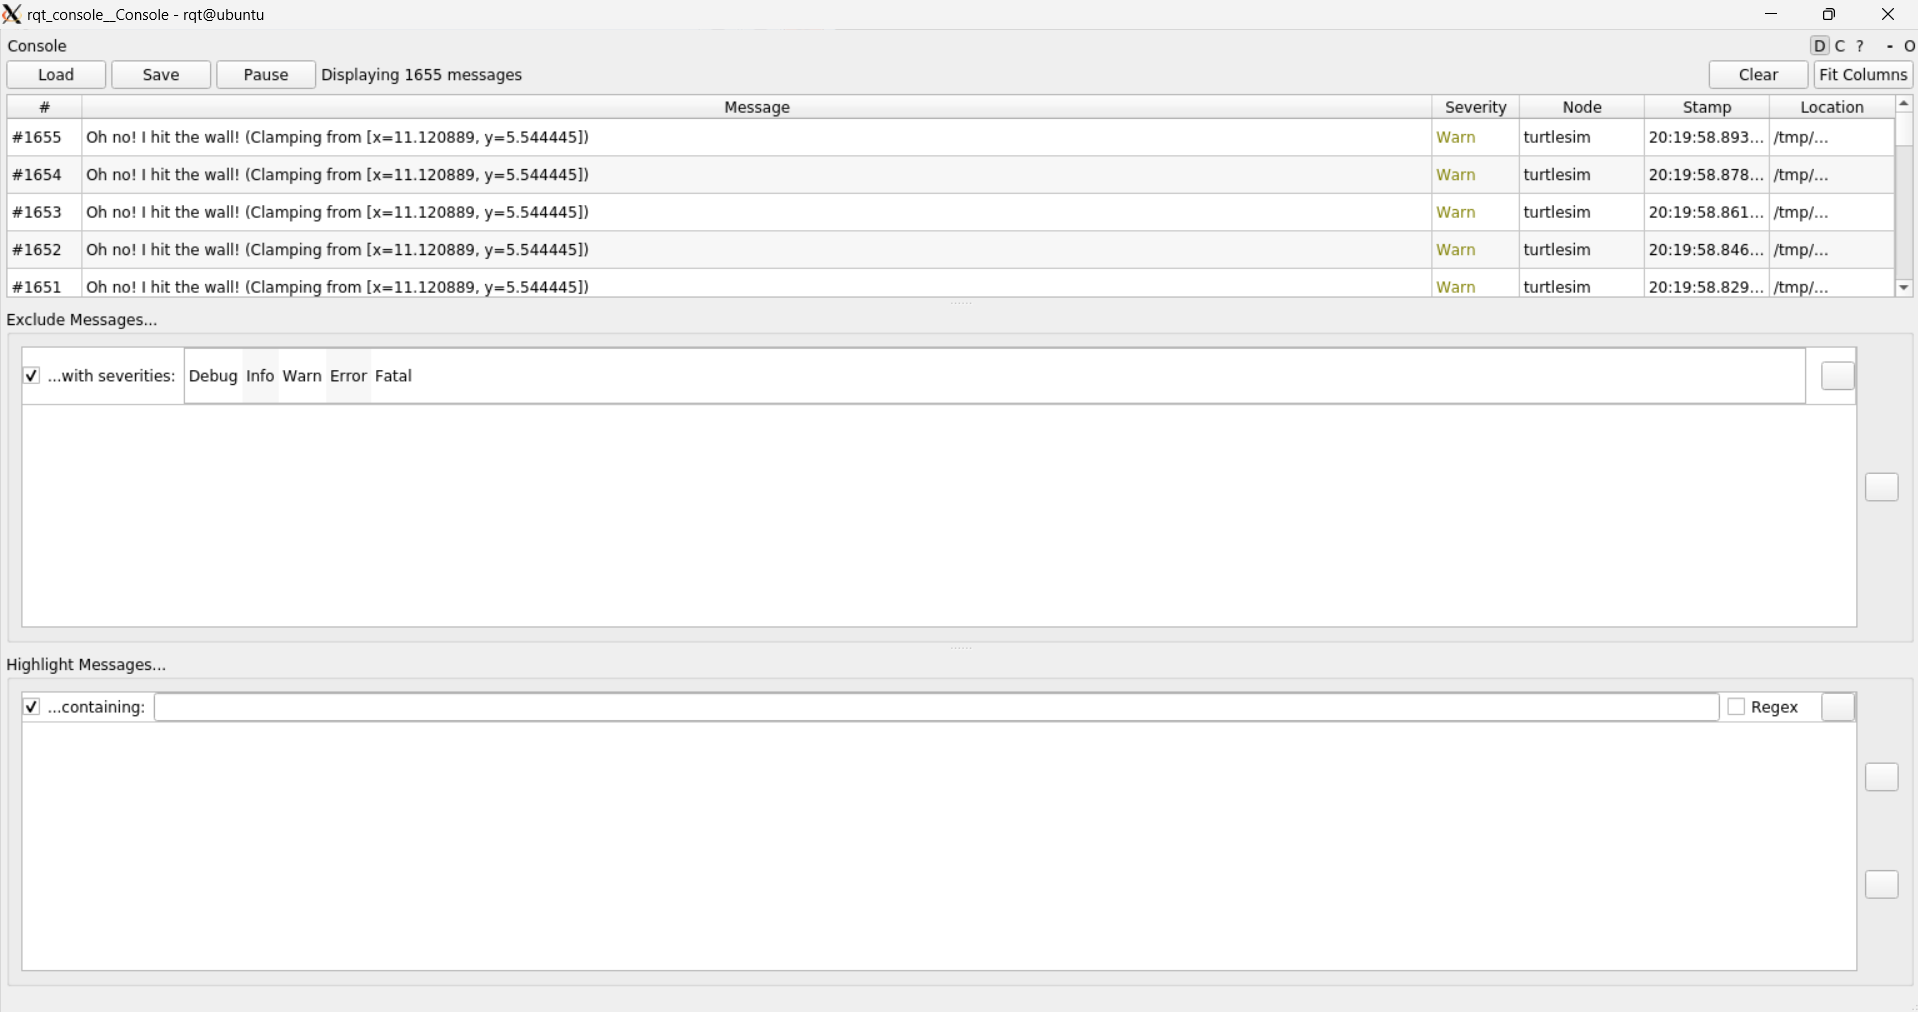 rqt_console__Console - rqt@ubuntu
Console D C ? - O
Load Save Pause Displaying 1655 messages Clear Fit Columns
# Message Severity Node Stamp Location
#1655 Oh no! I hit the wall! (Clamping from [x=11.120889, y=5.544445]) Warn turtlesim 20:19:58.893... /tmp/...
#1654 Oh no! I hit the wall! (Clamping from [x=11.120889, y=5.544445]) Warn turtlesim 20:19:58.878... /tmp/...
#1653 Oh no! I hit the wall! (Clamping from [x=11.120889, y=5.544445]) Warn turtlesim 20:19:58.861... /tmp/...
#1652 Oh no! I hit the wall! (Clamping from [x=11.120889, y=5.544445]) Warn turtlesim 20:19:58.846... /tmp/...
#1651 Oh no! I hit the wall! (Clamping from [x=11.120889, y=5.544445]) Warn turtlesim 20:19:58.829... /tmp/...
Exclude Messages...
...with severities: Debug Info Warn Error Fatal
Highlight Messages...
...containing: Regex